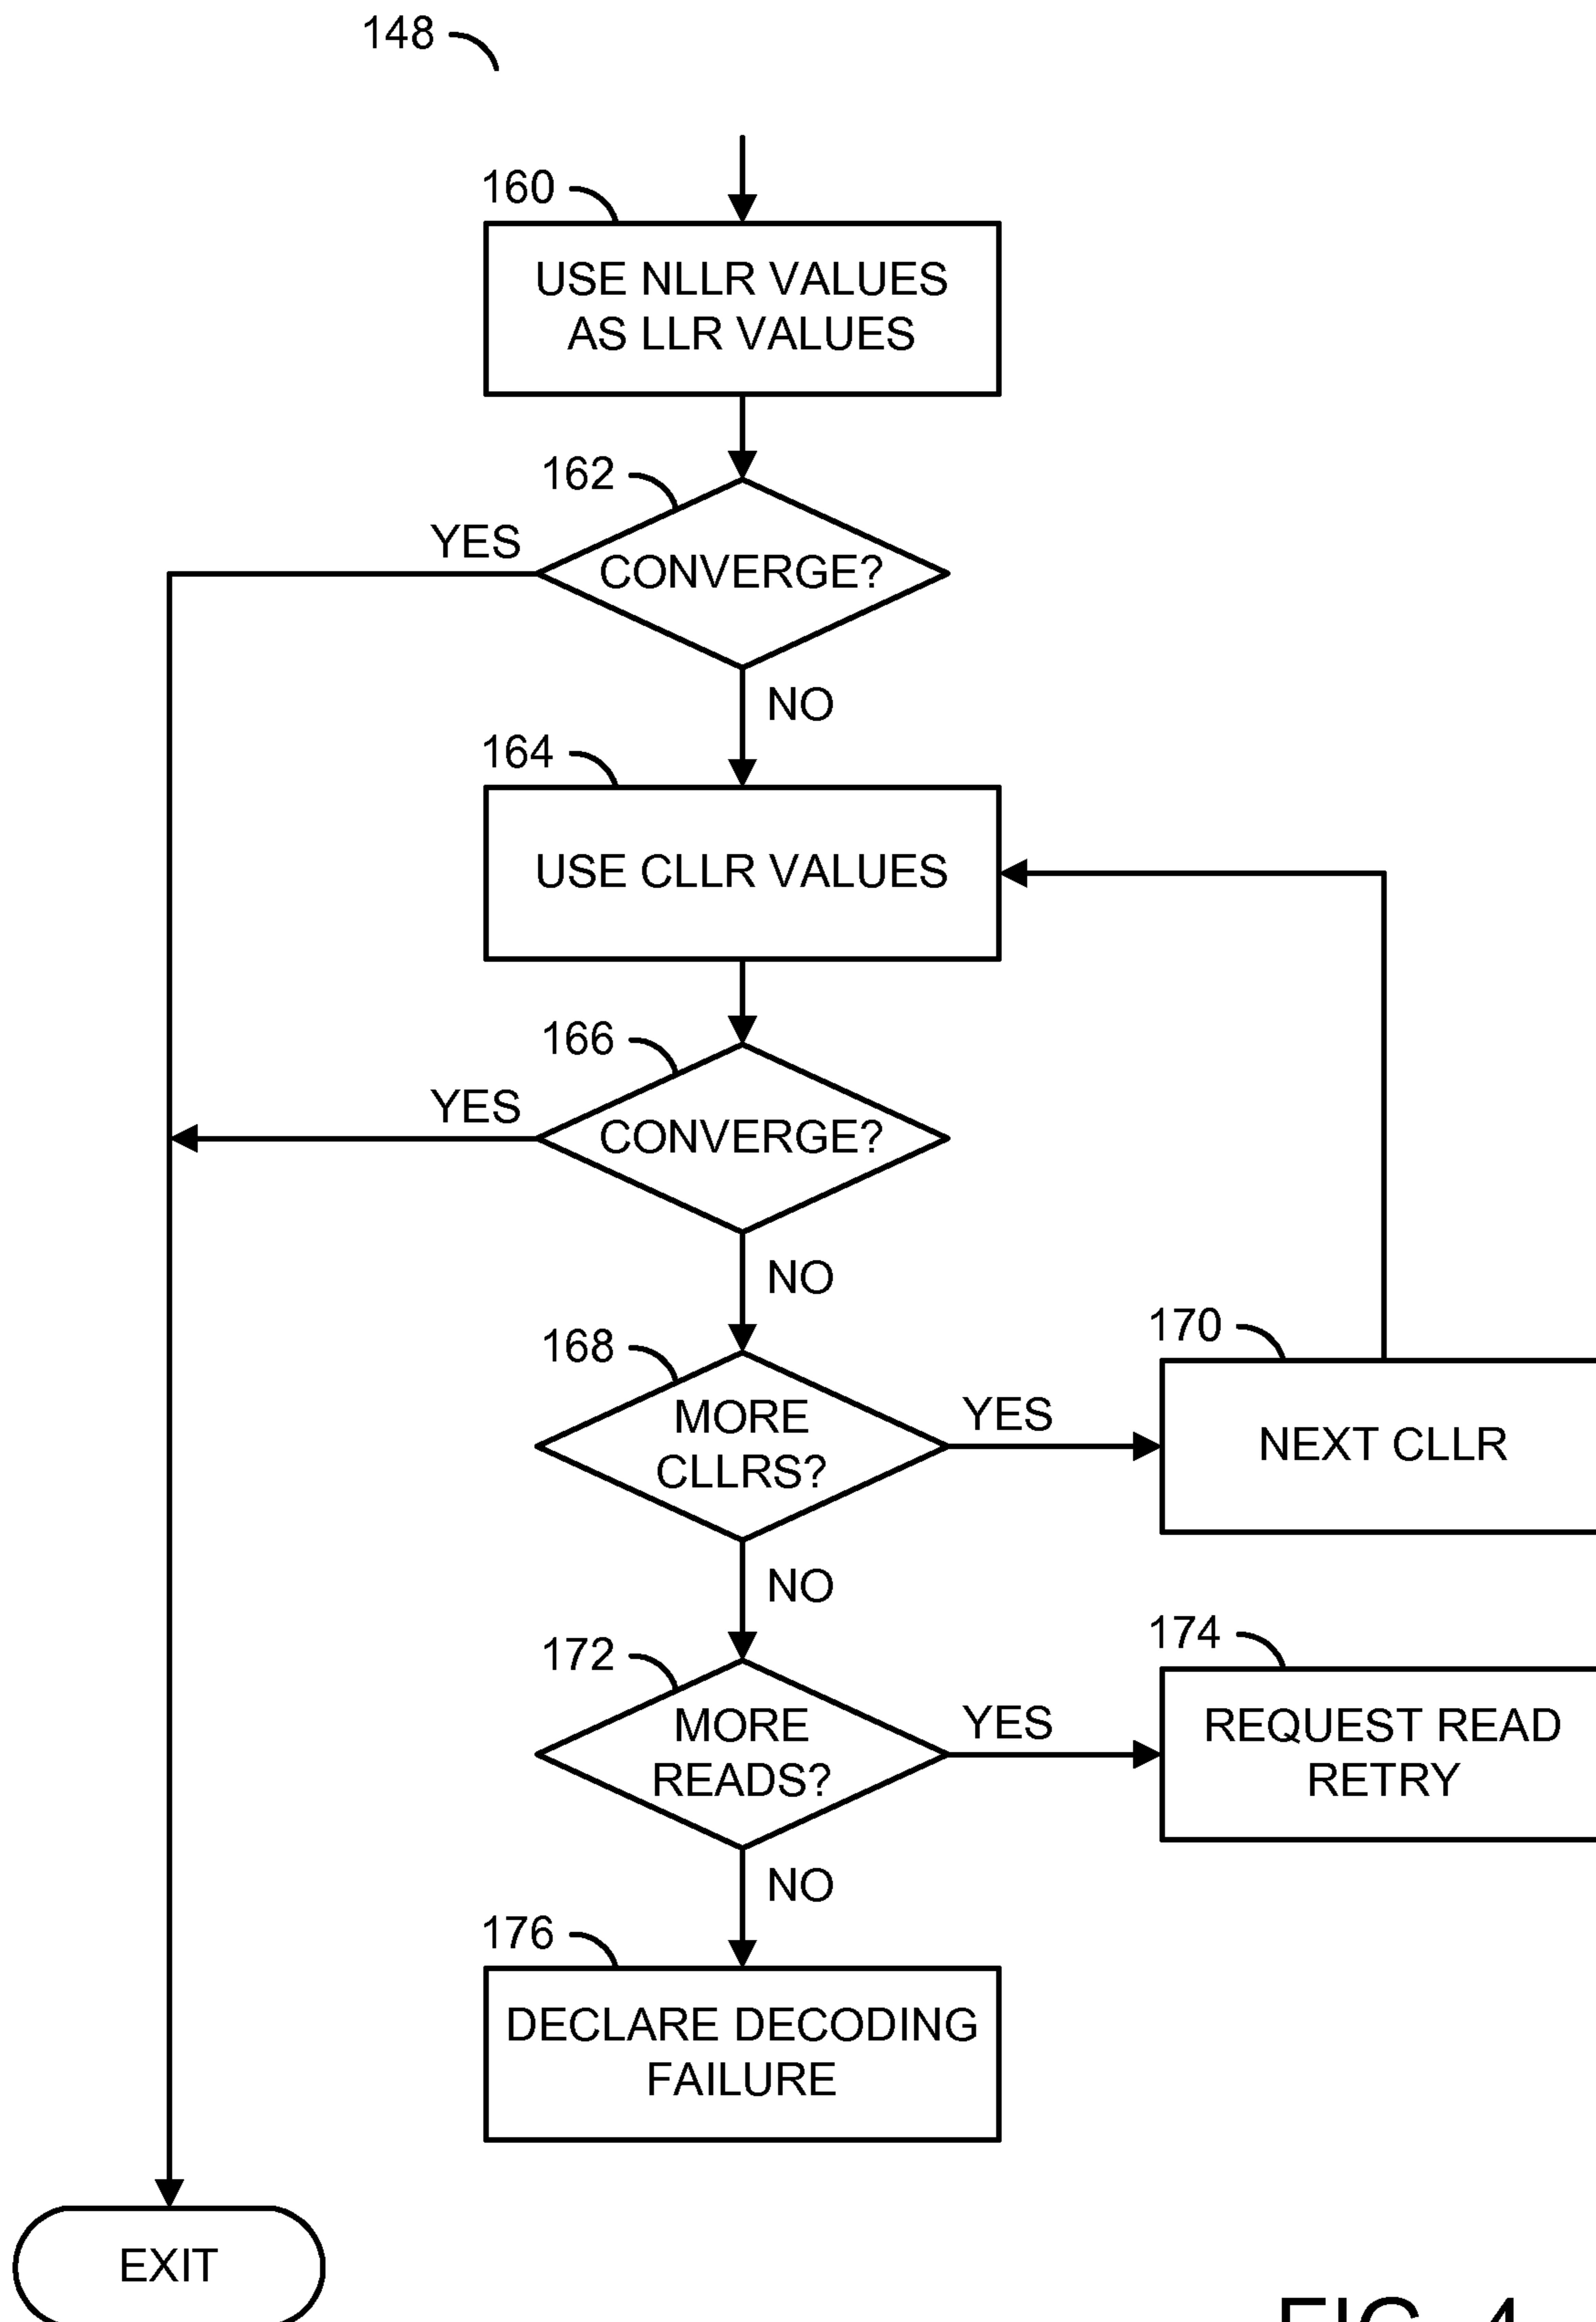 148
160
USE NLLR VALUES
AS LLR VALUES
162
YES
CONVERGE?
NO
164
USE CLLR VALUES
166
YES
CONVERGE?
NO
168
MORE
CLLRS?
YES
170
NEXT CLLR
NO
172
MORE
READS?
YES
174
REQUEST READ
RETRY
NO
176
DECLARE DECODING
FAILURE
EXIT
FIG. 4